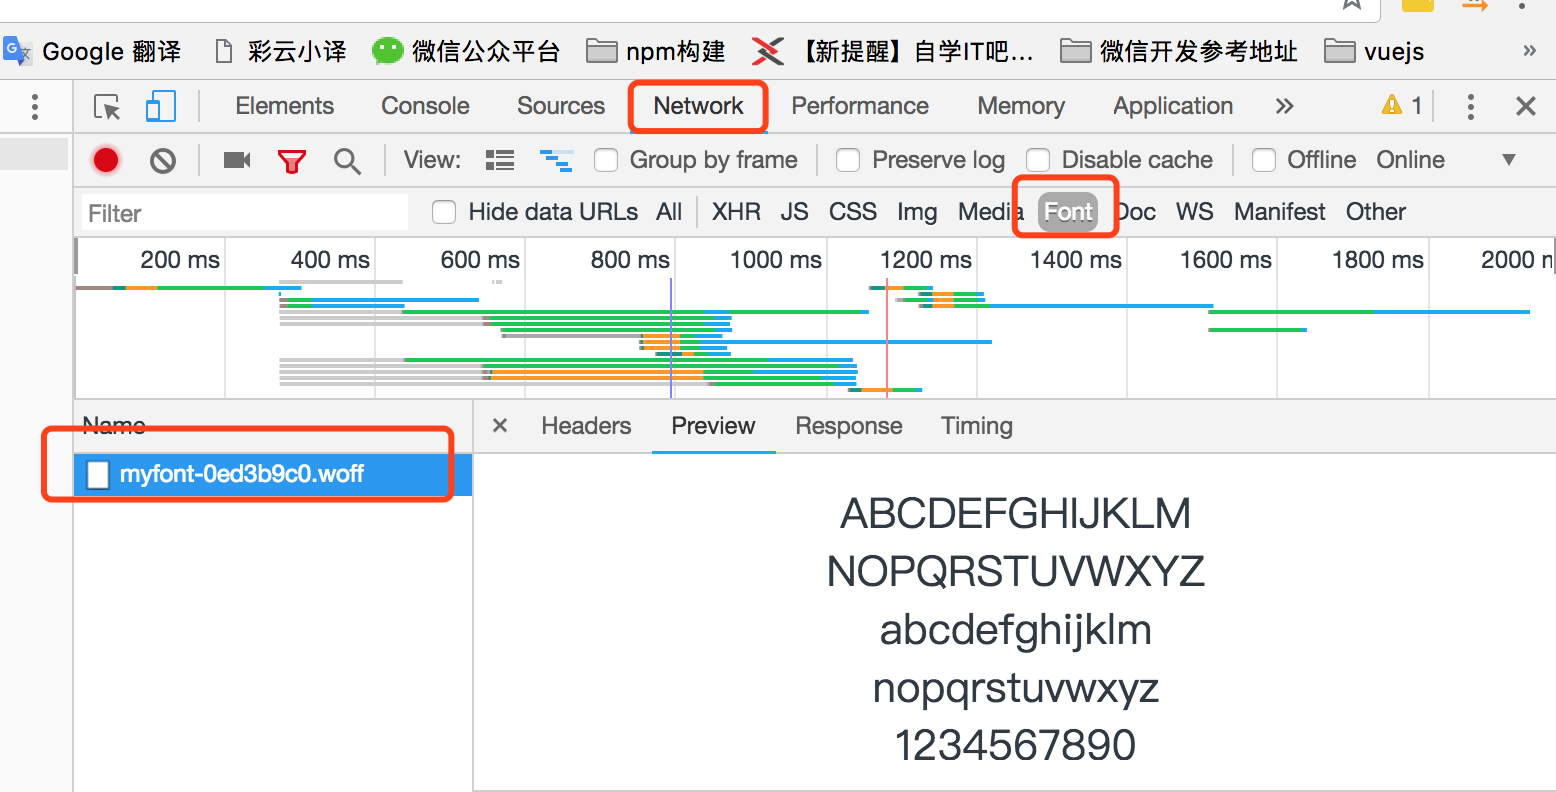 Google 翻译 彩云小译 微信公众平台 npm构建 【新提醒】自学IT吧... 微信开发参考地址 vuejs »
Elements Console Sources Network Performance Memory Application » 1
View: Group by frame Preserve log Disable cache Offline Online
Filter Hide data URLs All XHR JS CSS Img Media Font Doc WS Manifest Other
200 ms 400 ms 600 ms 800 ms 1000 ms 1200 ms 1400 ms 1600 ms 1800 ms 2000 m
Name Headers Preview Response Timing
myfont-0ed3b9c0.woff
ABCDEFGHIJKLM
NOPQRSTUVWXYZ
abcdefghijklm
nopqrstuvwxyz
1234567890